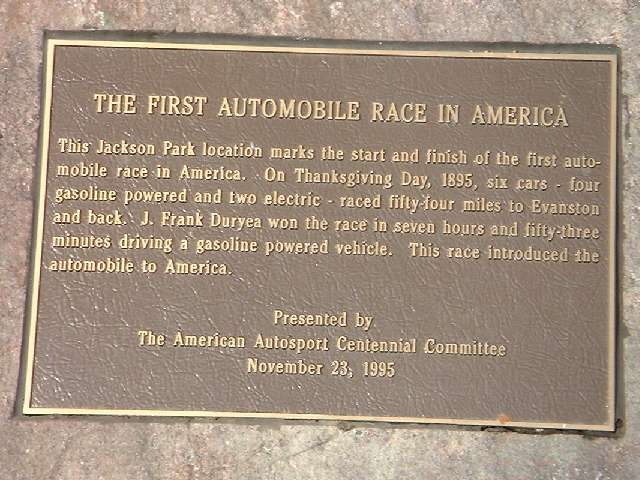 THE FIRST AUTOMOBILE RACE IN AMERICA
This Jackson Park location marks the start and finish of the first auto-
mobile race in America. On Thanksgiving Day, 1895, six cars - four
gasoline powered and two electric - raced fifty-four miles to Evanston
and back. J. Frank Duryea won the race in seven hours and fifty-three
minutes driving a gasoline powered vehicle. This race introduced the
automobile to America.
Presented by
The American Autosport Centennial Committee
November 23, 1995